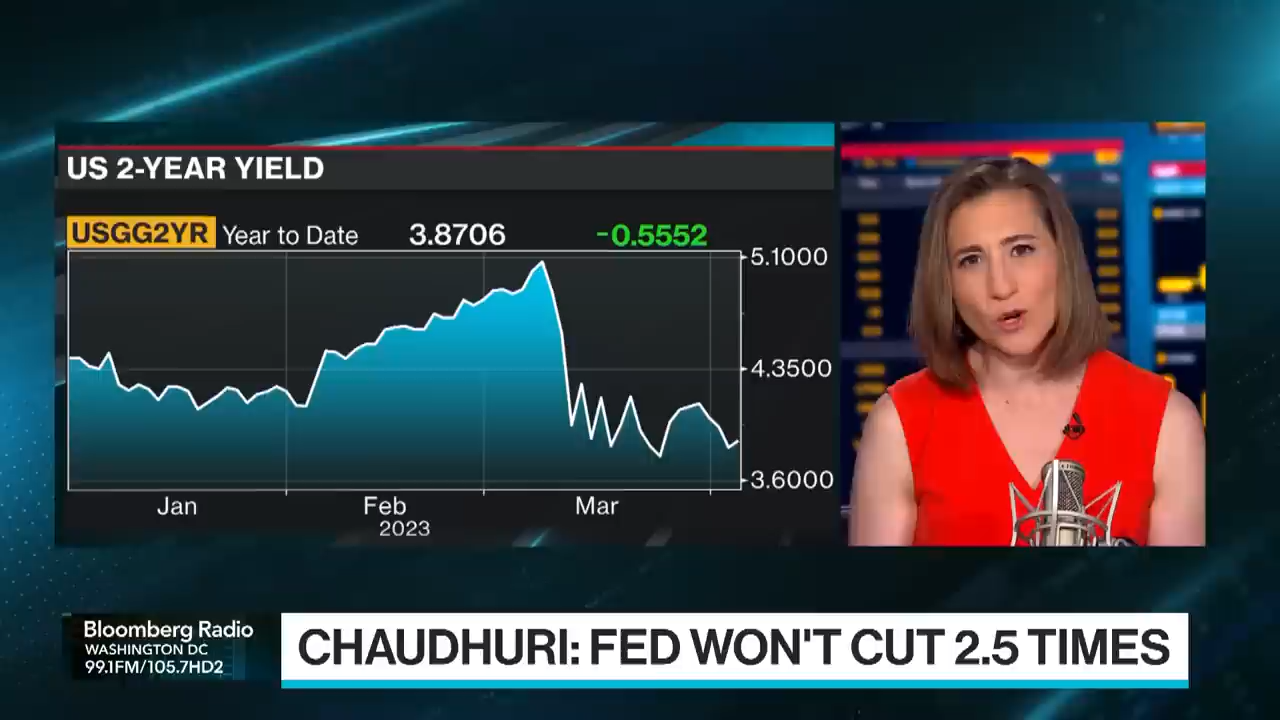 US 2-YEAR YIELD
USGG2YR Year to Date 3.8706 -0.5552
5.1000
4.3500
3.6000
Jan Feb Mar
2023
Bloomberg Radio
WASHINGTON DC
99.1FM/105.7HD2
CHAUDHURI: FED WON'T CUT 2.5 TIMES